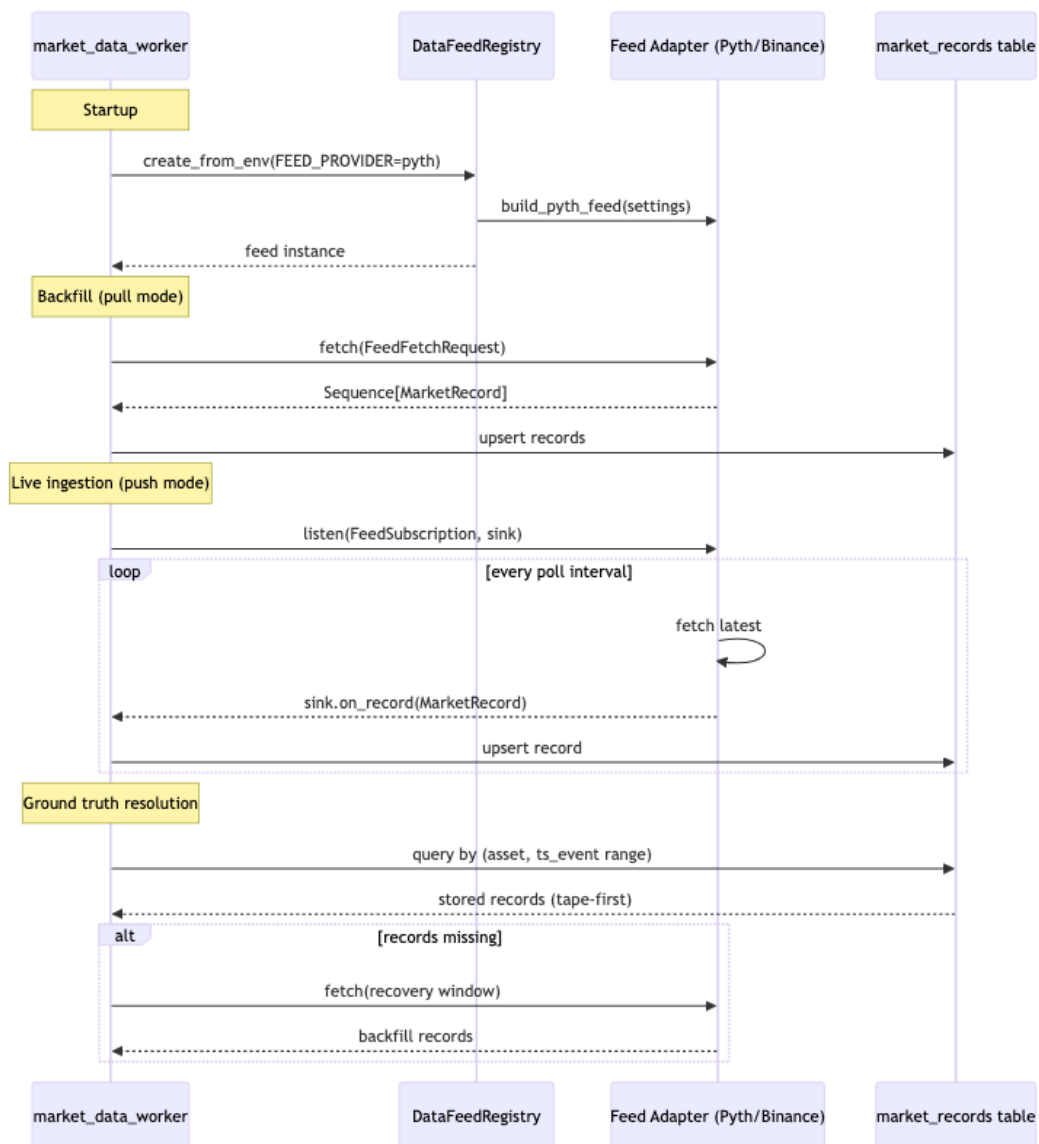 market_data_worker
DataFeedRegistry
Feed Adapter (Pyth/Binance)
market_records table
Startup
create_from_env(FEED_PROVIDER=pyth)
build_pyth_feed(settings)
feed instance
Backfill (pull mode)
fetch(FeedFetchRequest)
Sequence[MarketRecord]
upsert records
Live ingestion (push mode)
listen(FeedSubscription, sink)
loop
[every poll interval]
fetch latest
sink.on_record(MarketRecord)
upsert record
Ground truth resolution
query by (asset, ts_event range)
stored records (tape-first)
alt
[records missing]
fetch(recovery window)
backfill records
market_data_worker
DataFeedRegistry
Feed Adapter (Pyth/Binance)
market_records table